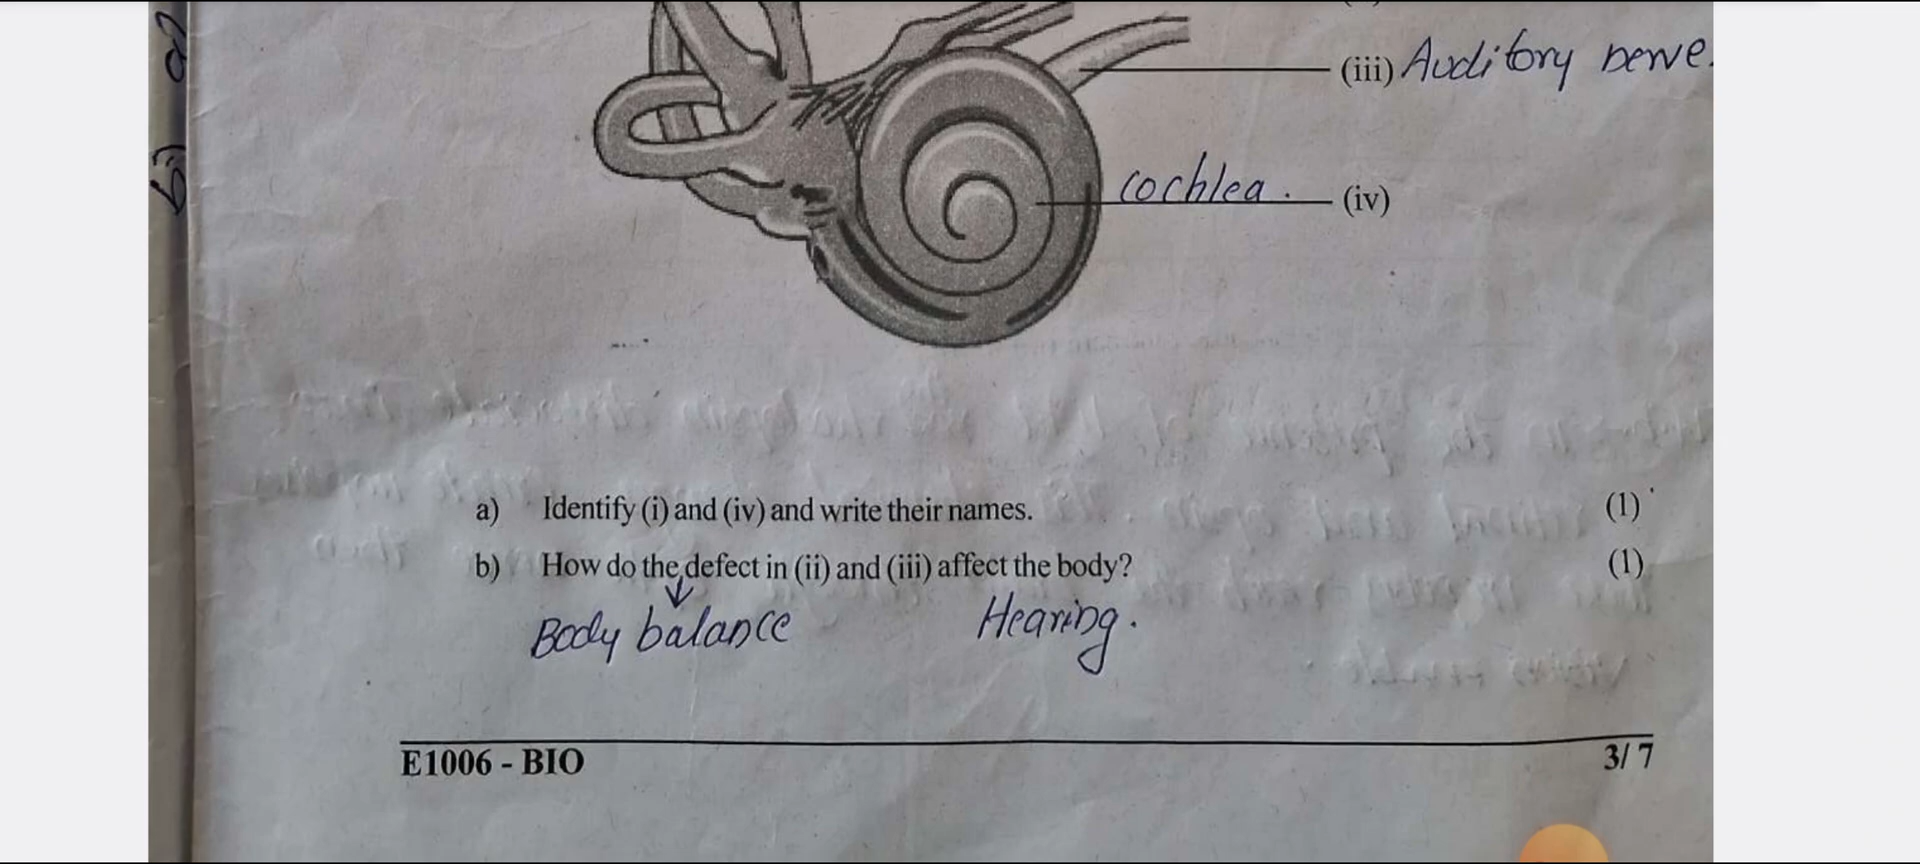 (iii) Auditory nerve.
cochlea. (iv)
a) Identify (i) and (iv) and write their names. (1)
b) How do the defect in (ii) and (iii) affect the body? (1)
Body balance Hearing.
E1006 - BIO 3/ 7